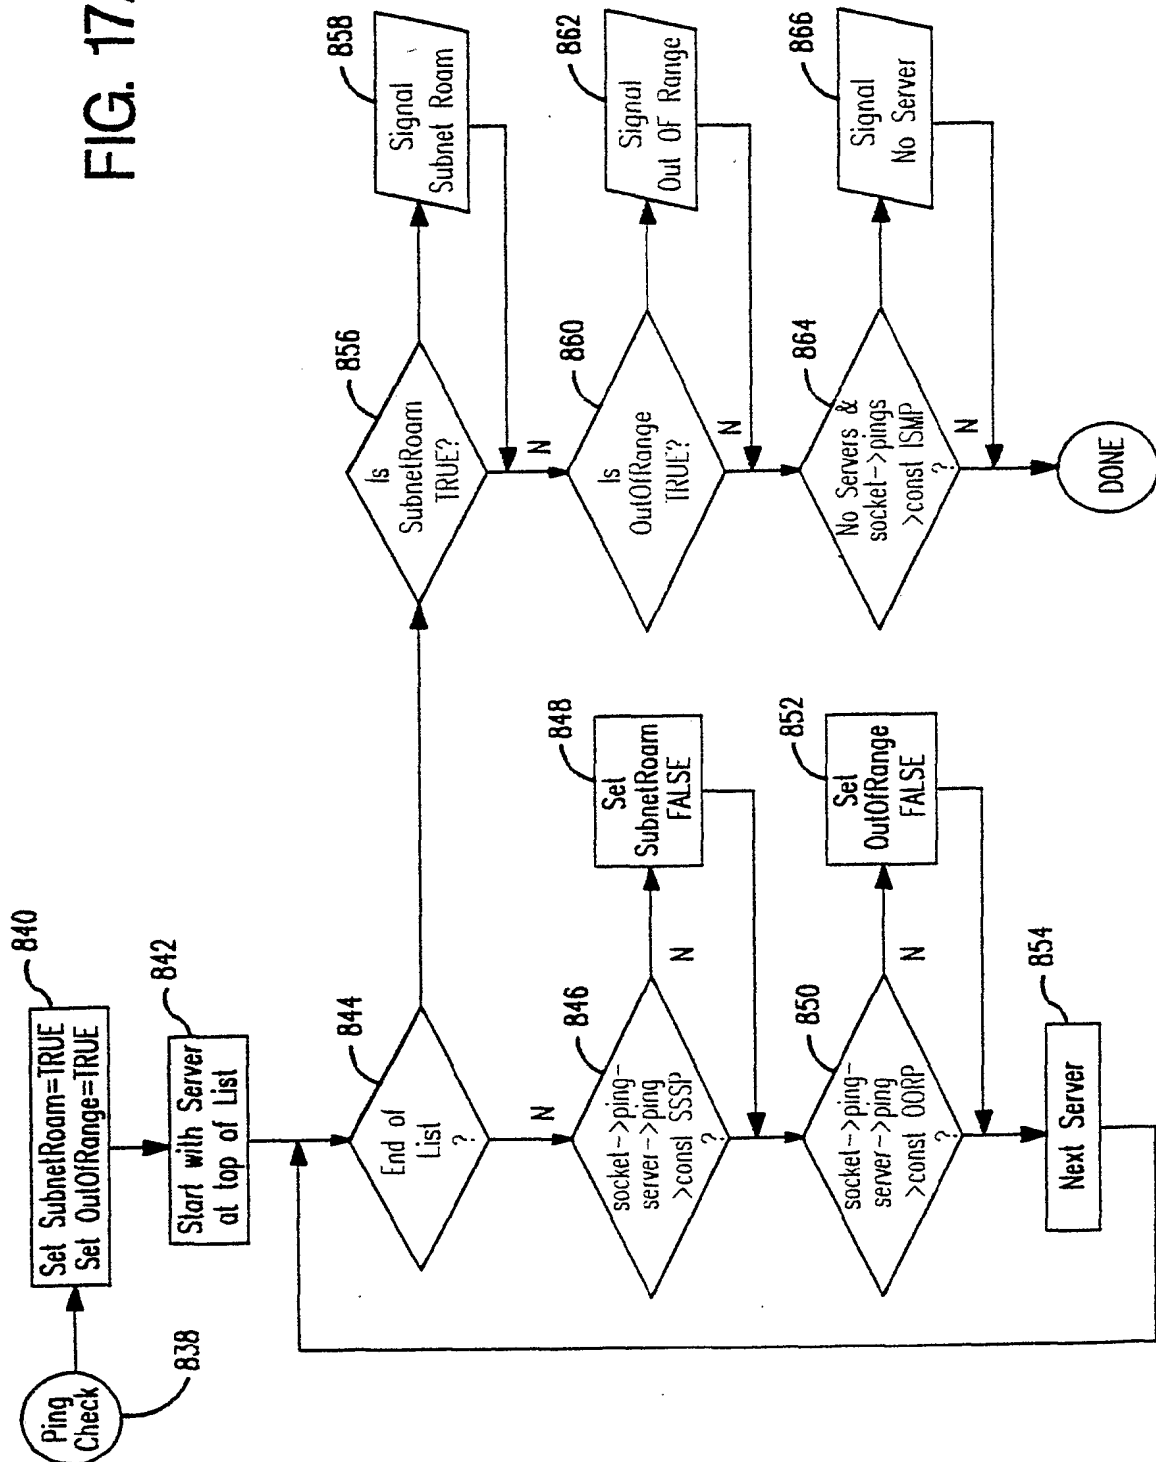 FIG. 17A
Ping
Check
838
Set SubnetRoam=TRUE
Set OutOfRange=TRUE
840
Start with Server
at top of List
842
End of
List
?
844
N
socket->ping-
server->ping
>const SSSP
?
846
N
Set
SubnetRoam
FALSE
848
socket->ping-
server->ping
>const OORP
?
850
N
Set
OutOfRange
FALSE
852
Next Server
854
Is
SubnetRoam
TRUE?
856
N
Signal
Subnet Roam
858
Is
OutOfRange
TRUE?
860
N
Signal
Out OF Range
862
No Servers &
socket->pings
>const ISMP
?
864
N
Signal
No Server
866
DONE